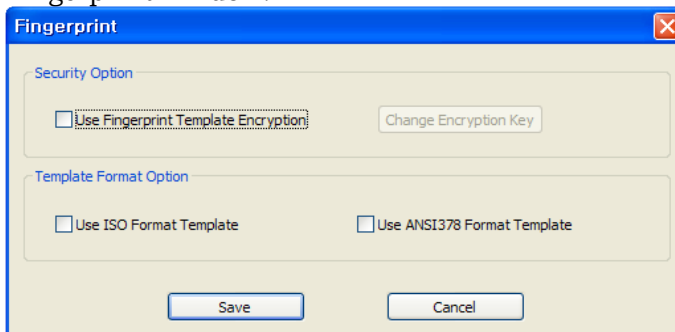 Fingerprint
Security Option
Use Fingerprint Template Encryption Change Encryption Key
Template Format Option
Use ISO Format Template Use ANSI378 Format Template
Save Cancel